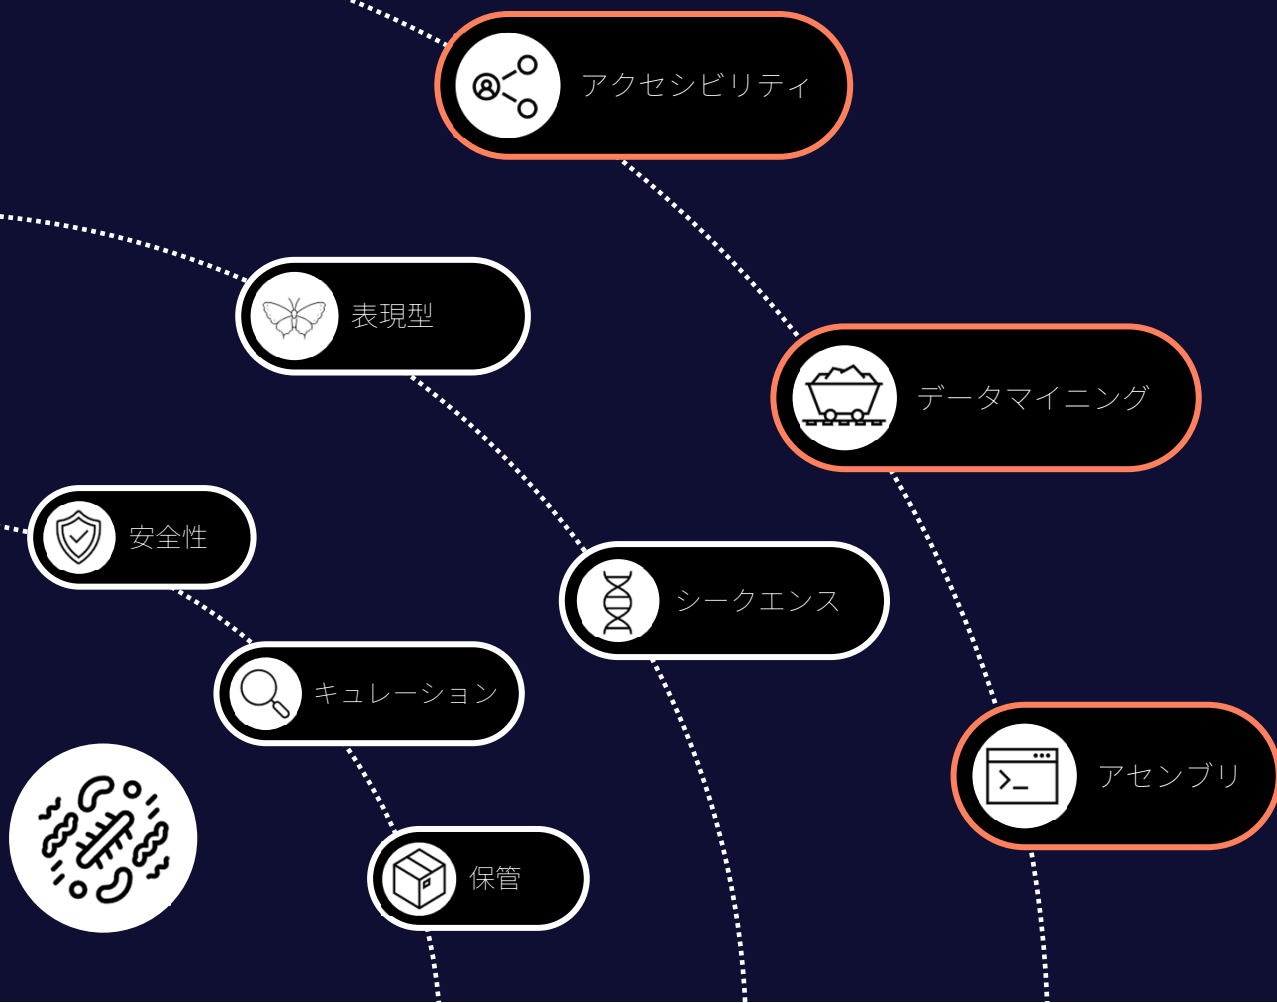 アクセシビリティ
表現型
データマイニング
安全性
シークエンス
キュレーション
アセンブリ
保管